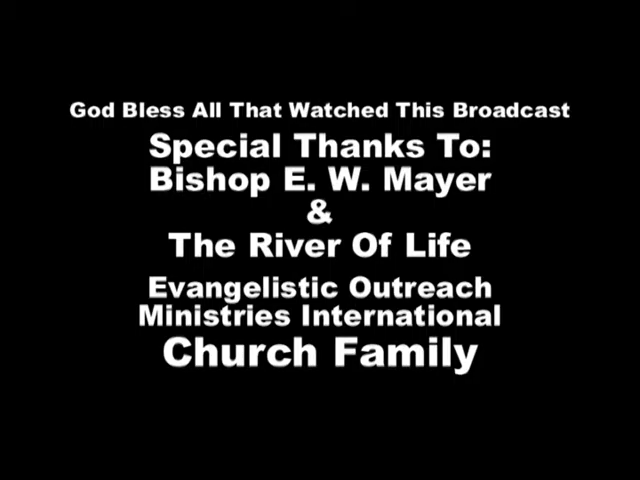 God Bless All That Watched This Broadcast
Special Thanks To:
Bishop E. W. Mayer
&
The River Of Life
Evangelistic Outreach
Ministries International
Church Family